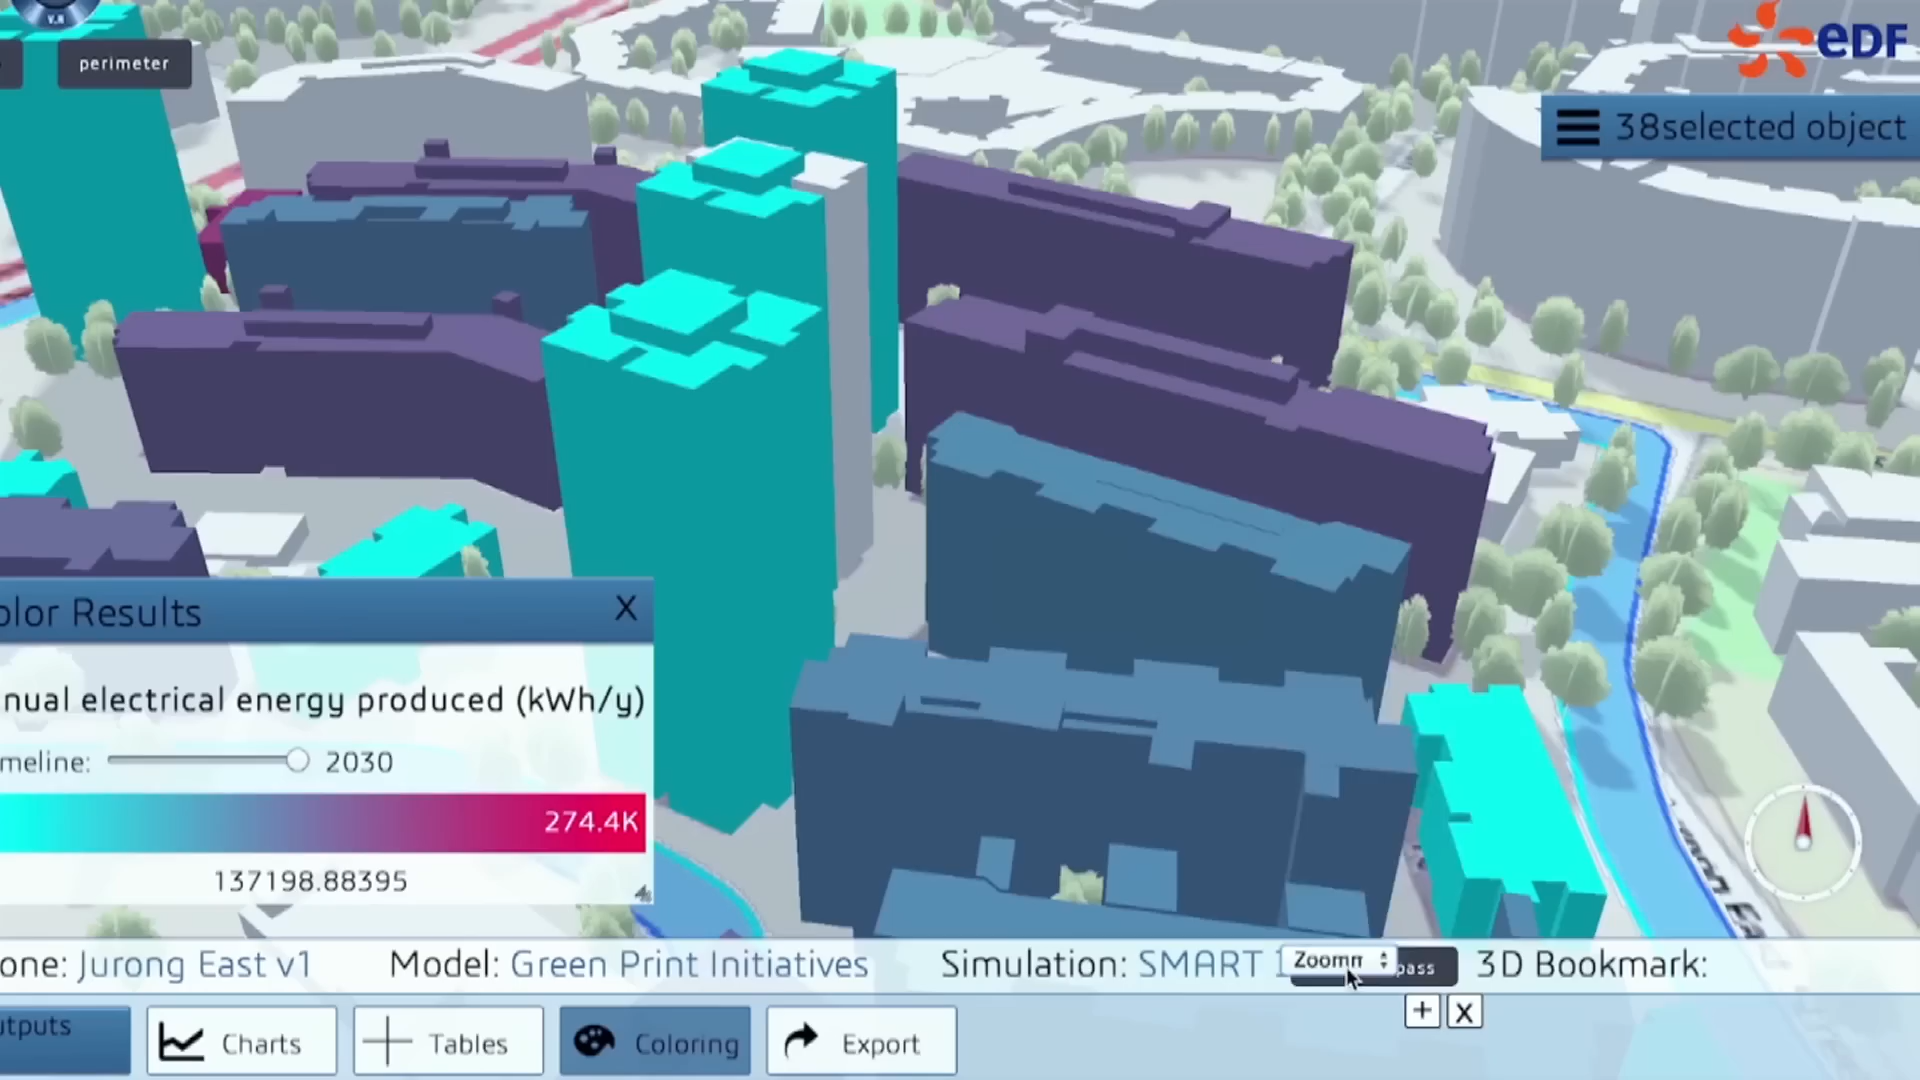 V.N
perimeter
eDF
38selected object
olor Results X
nual electrical energy produced (kWh/y)
meline: 2030
274.4K
137198.88395
one: Jurong East v1 Model: Green Print Initiatives Simulation: SMART Zoom pass 3D Bookmark:
+ X
utputs Charts Tables Coloring Export